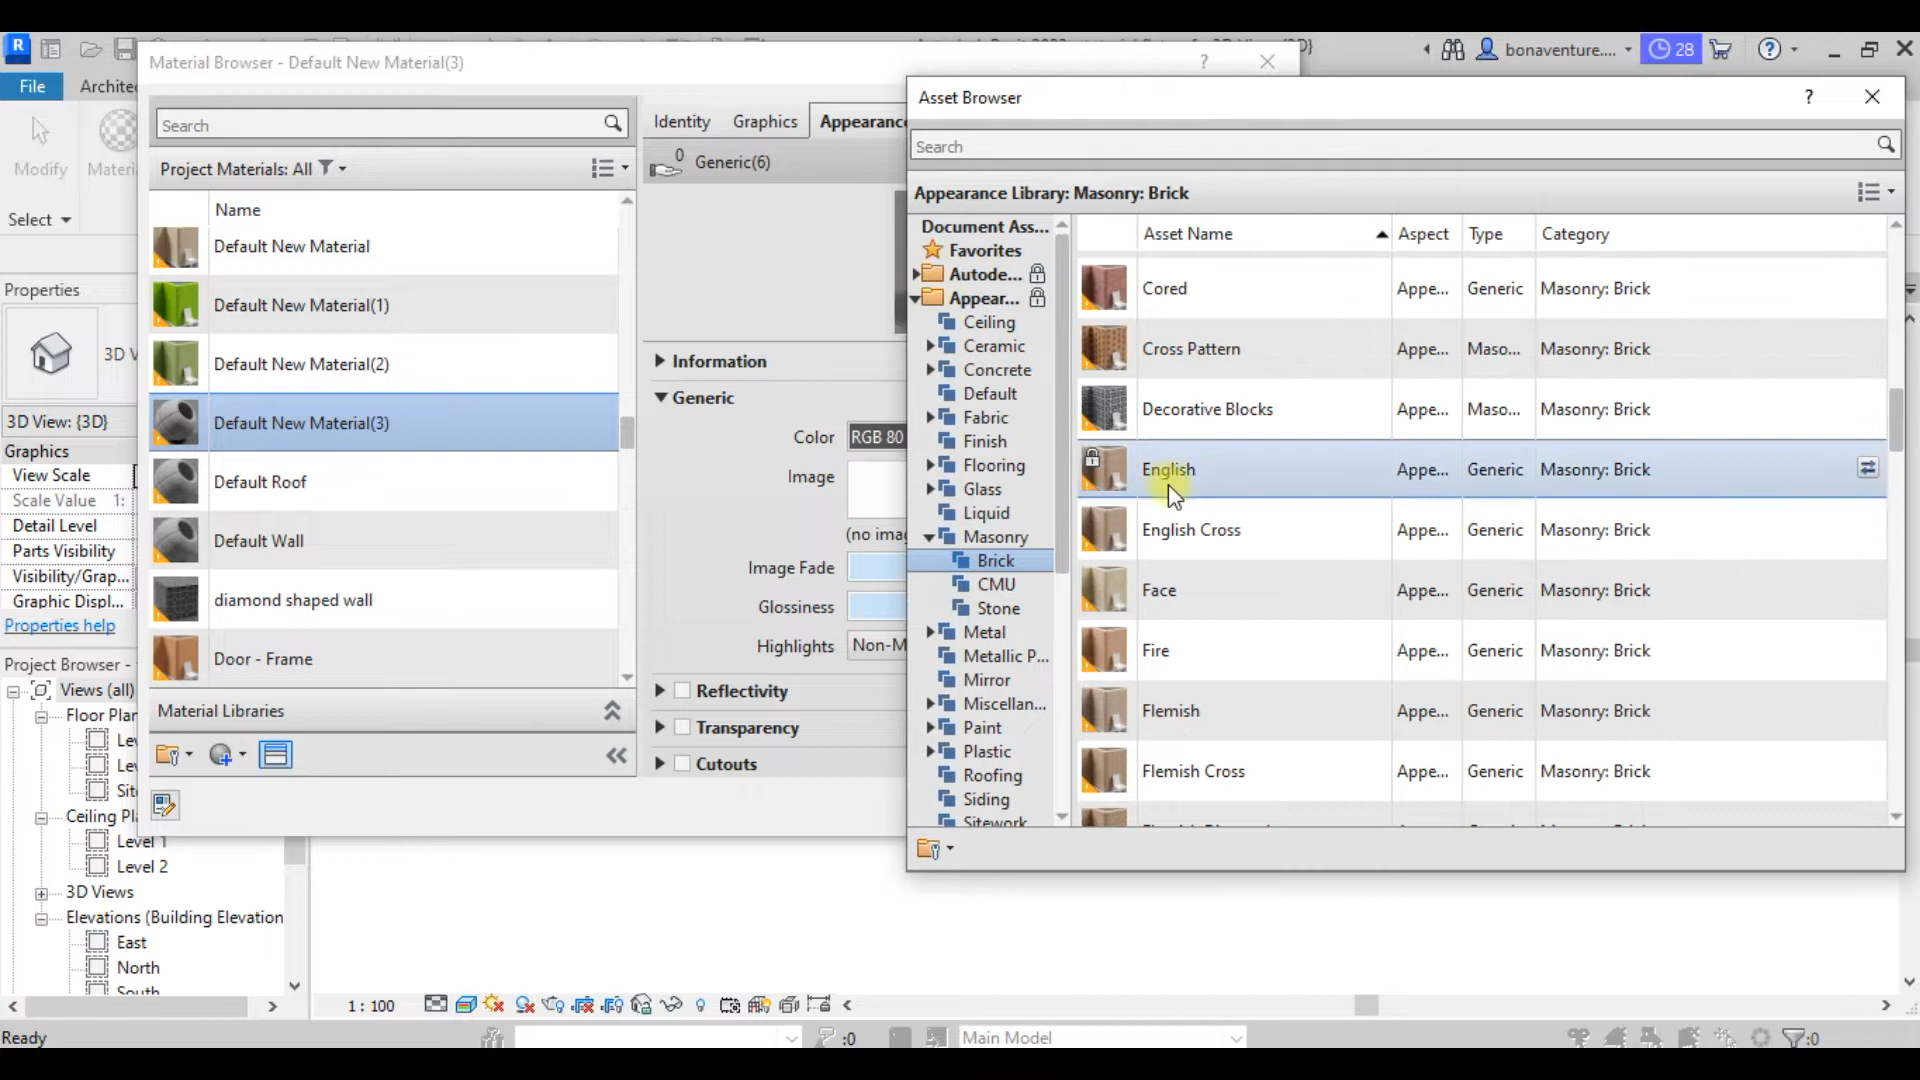 bonaventure....
28
File
Archite
Modify
Materi
Select
Properties
3D V
3D View: {3D}
Graphics
View Scale
Scale Value 1:
Detail Level
Parts Visibility
Visibility/Grap...
Graphic Displ...
Properties help
Project Browser -
Views (all)
Floor Plan
Lev
Lev
Site
Ceiling Pla
Level 1
Level 2
3D Views
Elevations (Building Elevation
East
North
South
Material Browser - Default New Material(3)
?
Search
Project Materials: All
Name
Default New Material
Default New Material(1)
Default New Material(2)
Default New Material(3)
Default Roof
Default Wall
diamond shaped wall
Door - Frame
Material Libraries
Identity
Graphics
Appearance
0
Generic(6)
Information
Generic
Color
RGB 80
Image
(no imag
Image Fade
Glossiness
Highlights
Non-M
Reflectivity
Transparency
Cutouts
Asset Browser
?
Search
Appearance Library: Masonry: Brick
Document Ass...
Favorites
Autode...
Appear...
Ceiling
Ceramic
Concrete
Default
Fabric
Finish
Flooring
Glass
Liquid
Masonry
Brick
CMU
Stone
Metal
Metallic P...
Mirror
Miscellan...
Paint
Plastic
Roofing
Siding
Sitework
Asset Name Aspect Type Category
Cored Appe... Generic Masonry: Brick
Cross Pattern Appe... Maso... Masonry: Brick
Decorative Blocks Appe... Maso... Masonry: Brick
English Appe... Generic Masonry: Brick
English Cross Appe... Generic Masonry: Brick
Face Appe... Generic Masonry: Brick
Fire Appe... Generic Masonry: Brick
Flemish Appe... Generic Masonry: Brick
Flemish Cross Appe... Generic Masonry: Brick
1 : 100
Ready
:0
Main Model
:0